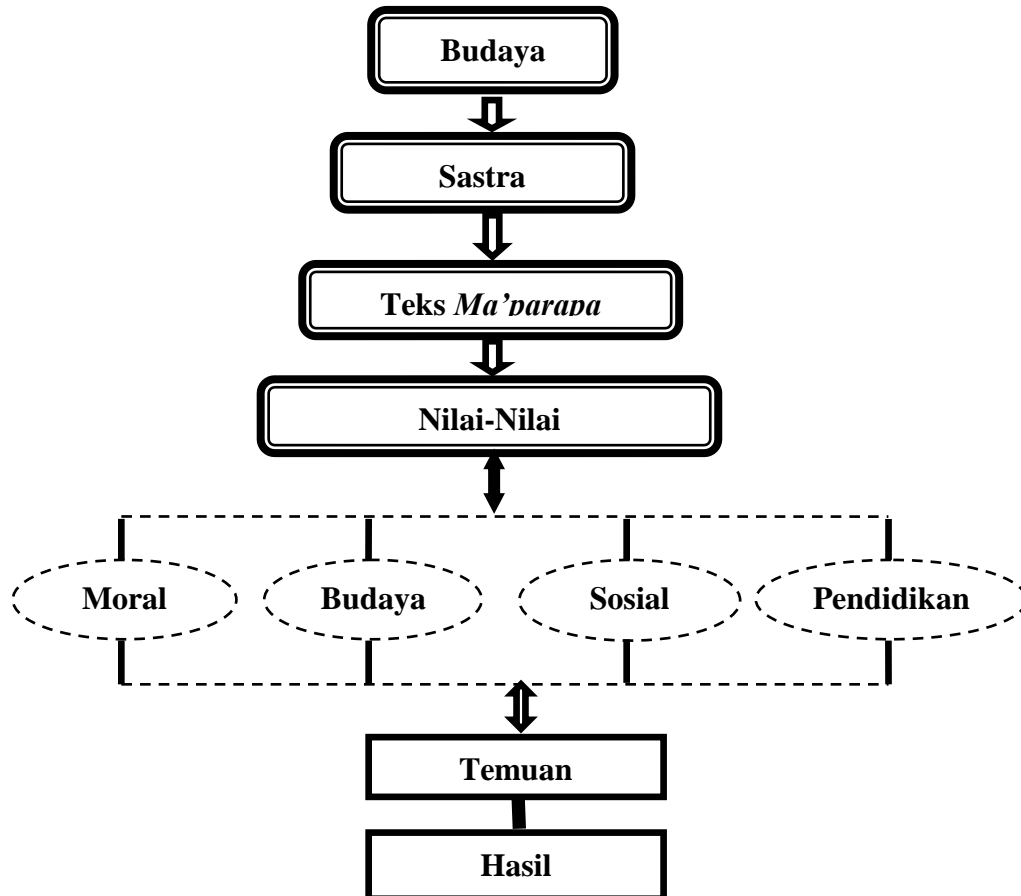 Budaya
Sastra
Teks Ma'parapa
Nilai-Nilai
Moral Budaya Sosial Pendidikan
Temuan
Hasil